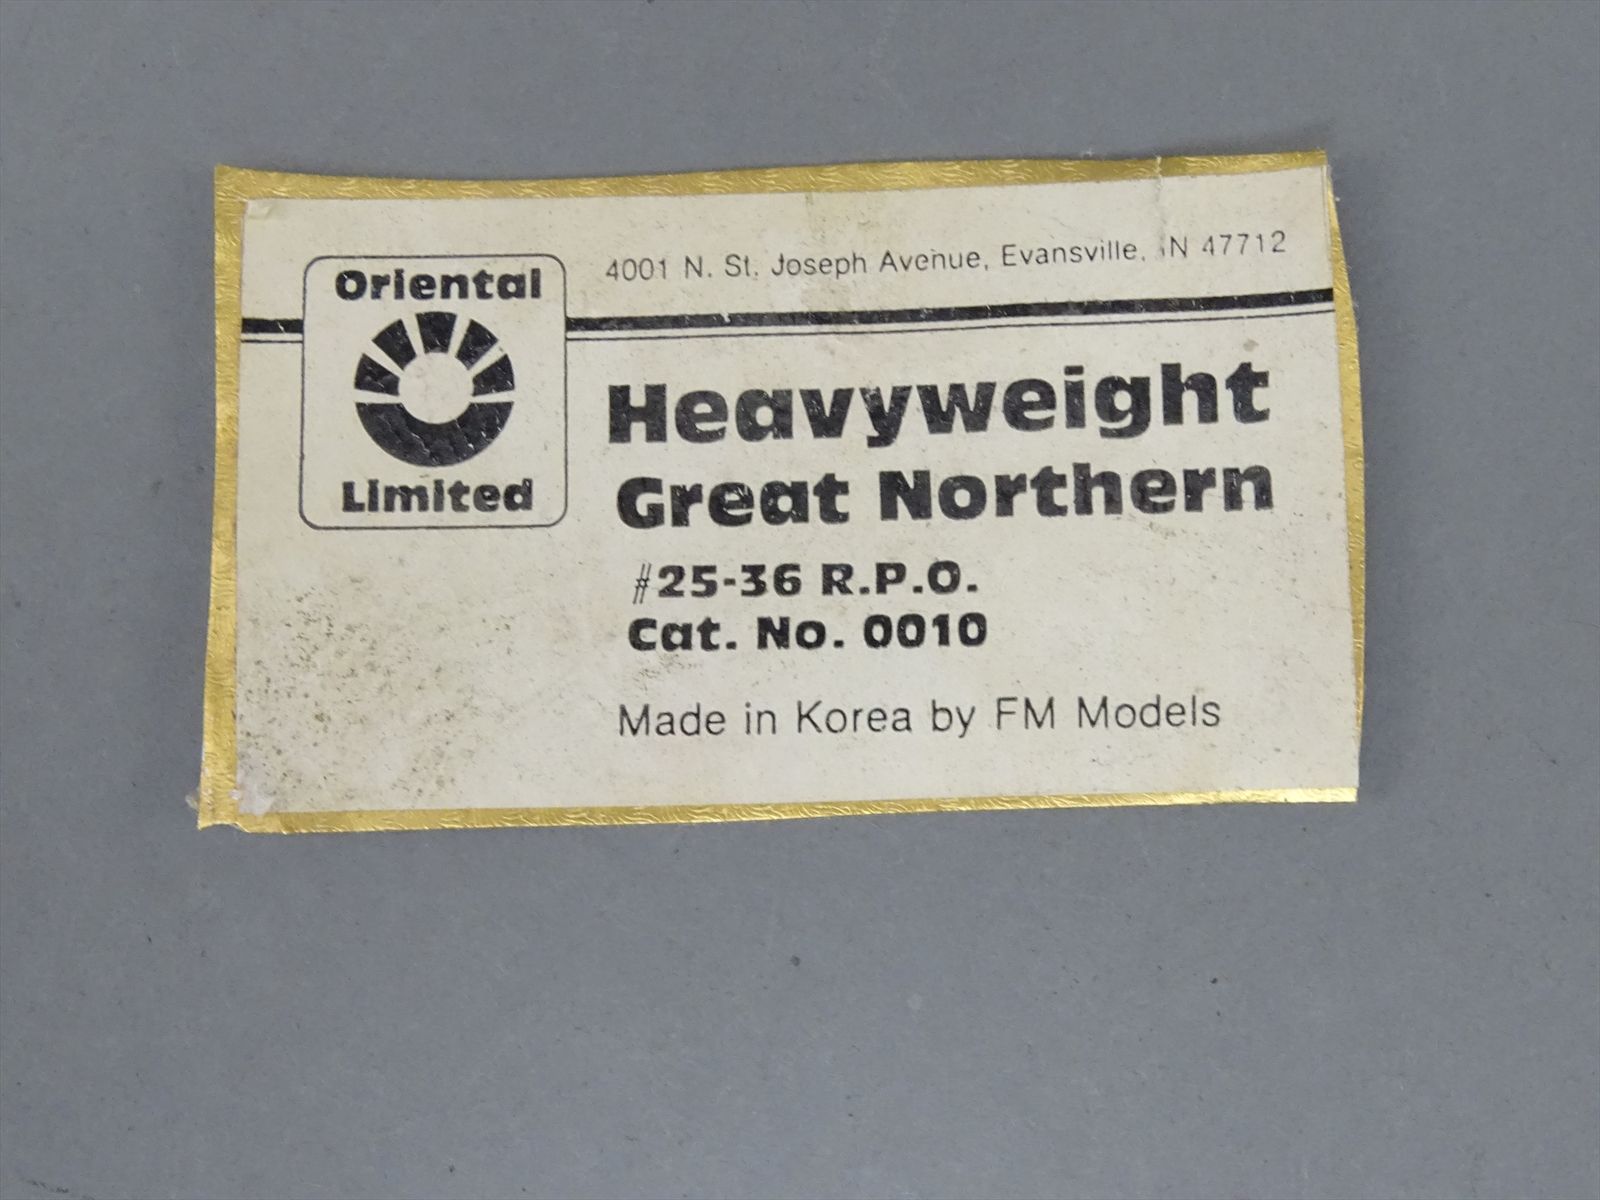 Oriental
Limited
4001 N. St. Joseph Avenue, Evansville, IN 47712
Heavyweight
Great Northern
#25-36 R.P.O.
Cat. No. 0010
Made in Korea by FM Models